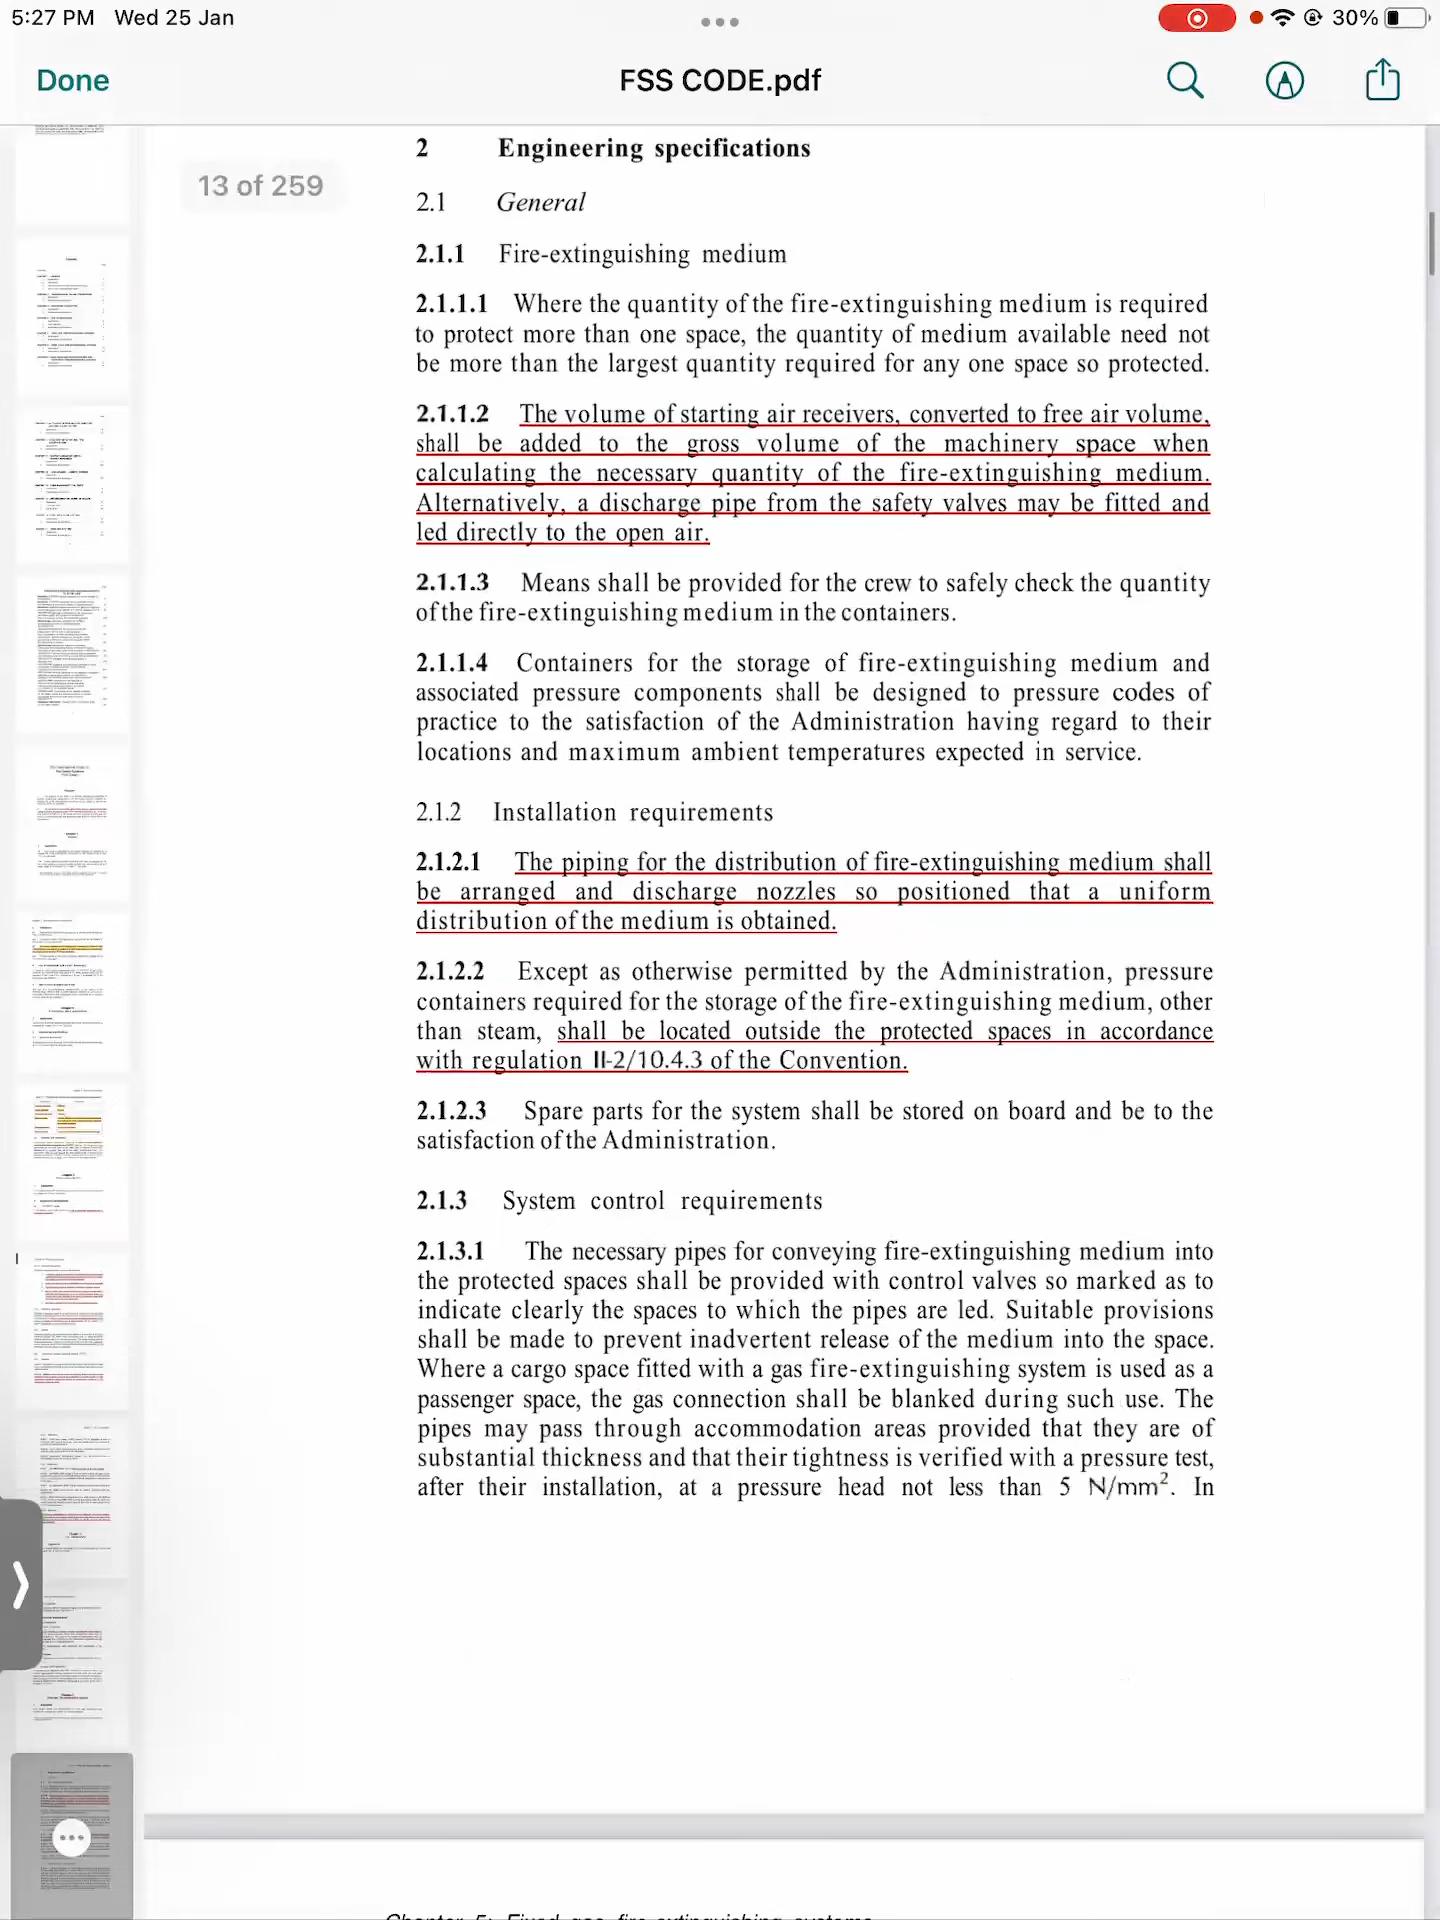 5:27 PM Wed 25 Jan
30%
Done
FSS CODE.pdf
13 of 259
2 Engineering specifications
2.1 General
2.1.1 Fire-extinguishing medium
2.1.1.1 Where the quantity of the fire-extinguishing medium is required
to protect more than one space, the quantity of medium available need not
be more than the largest quantity required for any one space so protected.
2.1.1.2 The volume of starting air receivers, converted to free air volume,
shall be added to the gross volume of the machinery space when
calculating the necessary quantity of the fire-extinguishing medium.
Alternatively, a discharge pipe from the safety valves may be fitted and
led directly to the open air.
2.1.1.3 Means shall be provided for the crew to safely check the quantity
of the fire-extinguishing medium in the containers.
2.1.1.4 Containers for the storage of fire-extinguishing medium and
associated pressure components shall be designed to pressure codes of
practice to the satisfaction of the Administration having regard to their
locations and maximum ambient temperatures expected in service.
2.1.2 Installation requirements
2.1.2.1 The piping for the distribution of fire-extinguishing medium shall
be arranged and discharge nozzles so positioned that a uniform
distribution of the medium is obtained.
2.1.2.2 Except as otherwise permitted by the Administration, pressure
containers required for the storage of the fire-extinguishing medium, other
than steam, shall be located outside the protected spaces in accordance
with regulation II-2/10.4.3 of the Convention.
2.1.2.3 Spare parts for the system shall be stored on board and be to the
satisfaction of the Administration.
2.1.3 System control requirements
2.1.3.1 The necessary pipes for conveying fire-extinguishing medium into
the protected spaces shall be provided with control valves so marked as to
indicate clearly the spaces to which the pipes are led. Suitable provisions
shall be made to prevent inadvertent release of the medium into the space.
Where a cargo space fitted with a gas fire-extinguishing system is used as a
passenger space, the gas connection shall be blanked during such use. The
pipes may pass through accommodation areas provided that they are of
substantial thickness and that their tightness is verified with a pressure test,
after their installation, at a pressure head not less than 5 N/mm². In
Chapter 5: Fixed gas fire-extinguishing systems